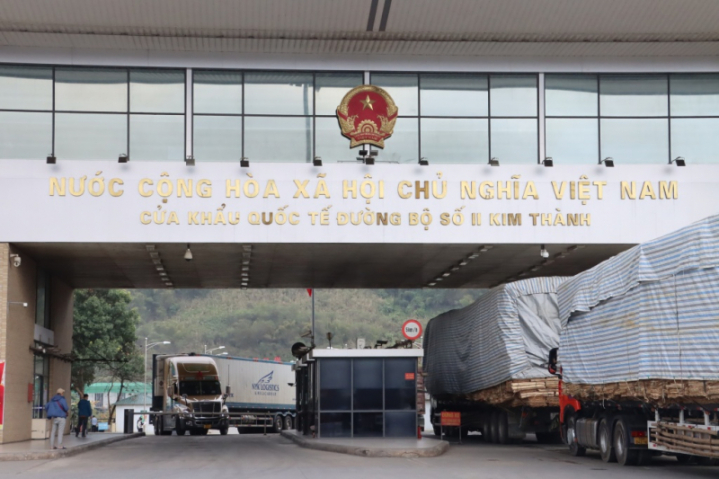 NƯỚC CỘNG HÒA XÃ HỘI CHỦ NGHĨA VIỆT NAM
CỬA KHẨU QUỐC TẾ ĐƯỜNG BỘ SỐ II KIM THÀNH